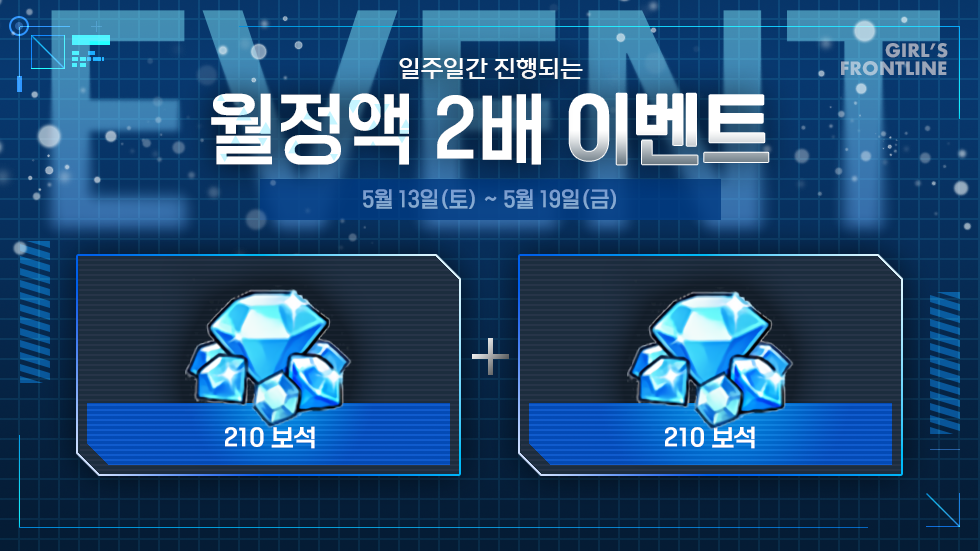 EVENT
GIRL'S
FRONTLINE
일주일간 진행되는
월정액 2배 이벤트
5월 13일(토) ~ 5월 19일(금)
+
210 보석
210 보석